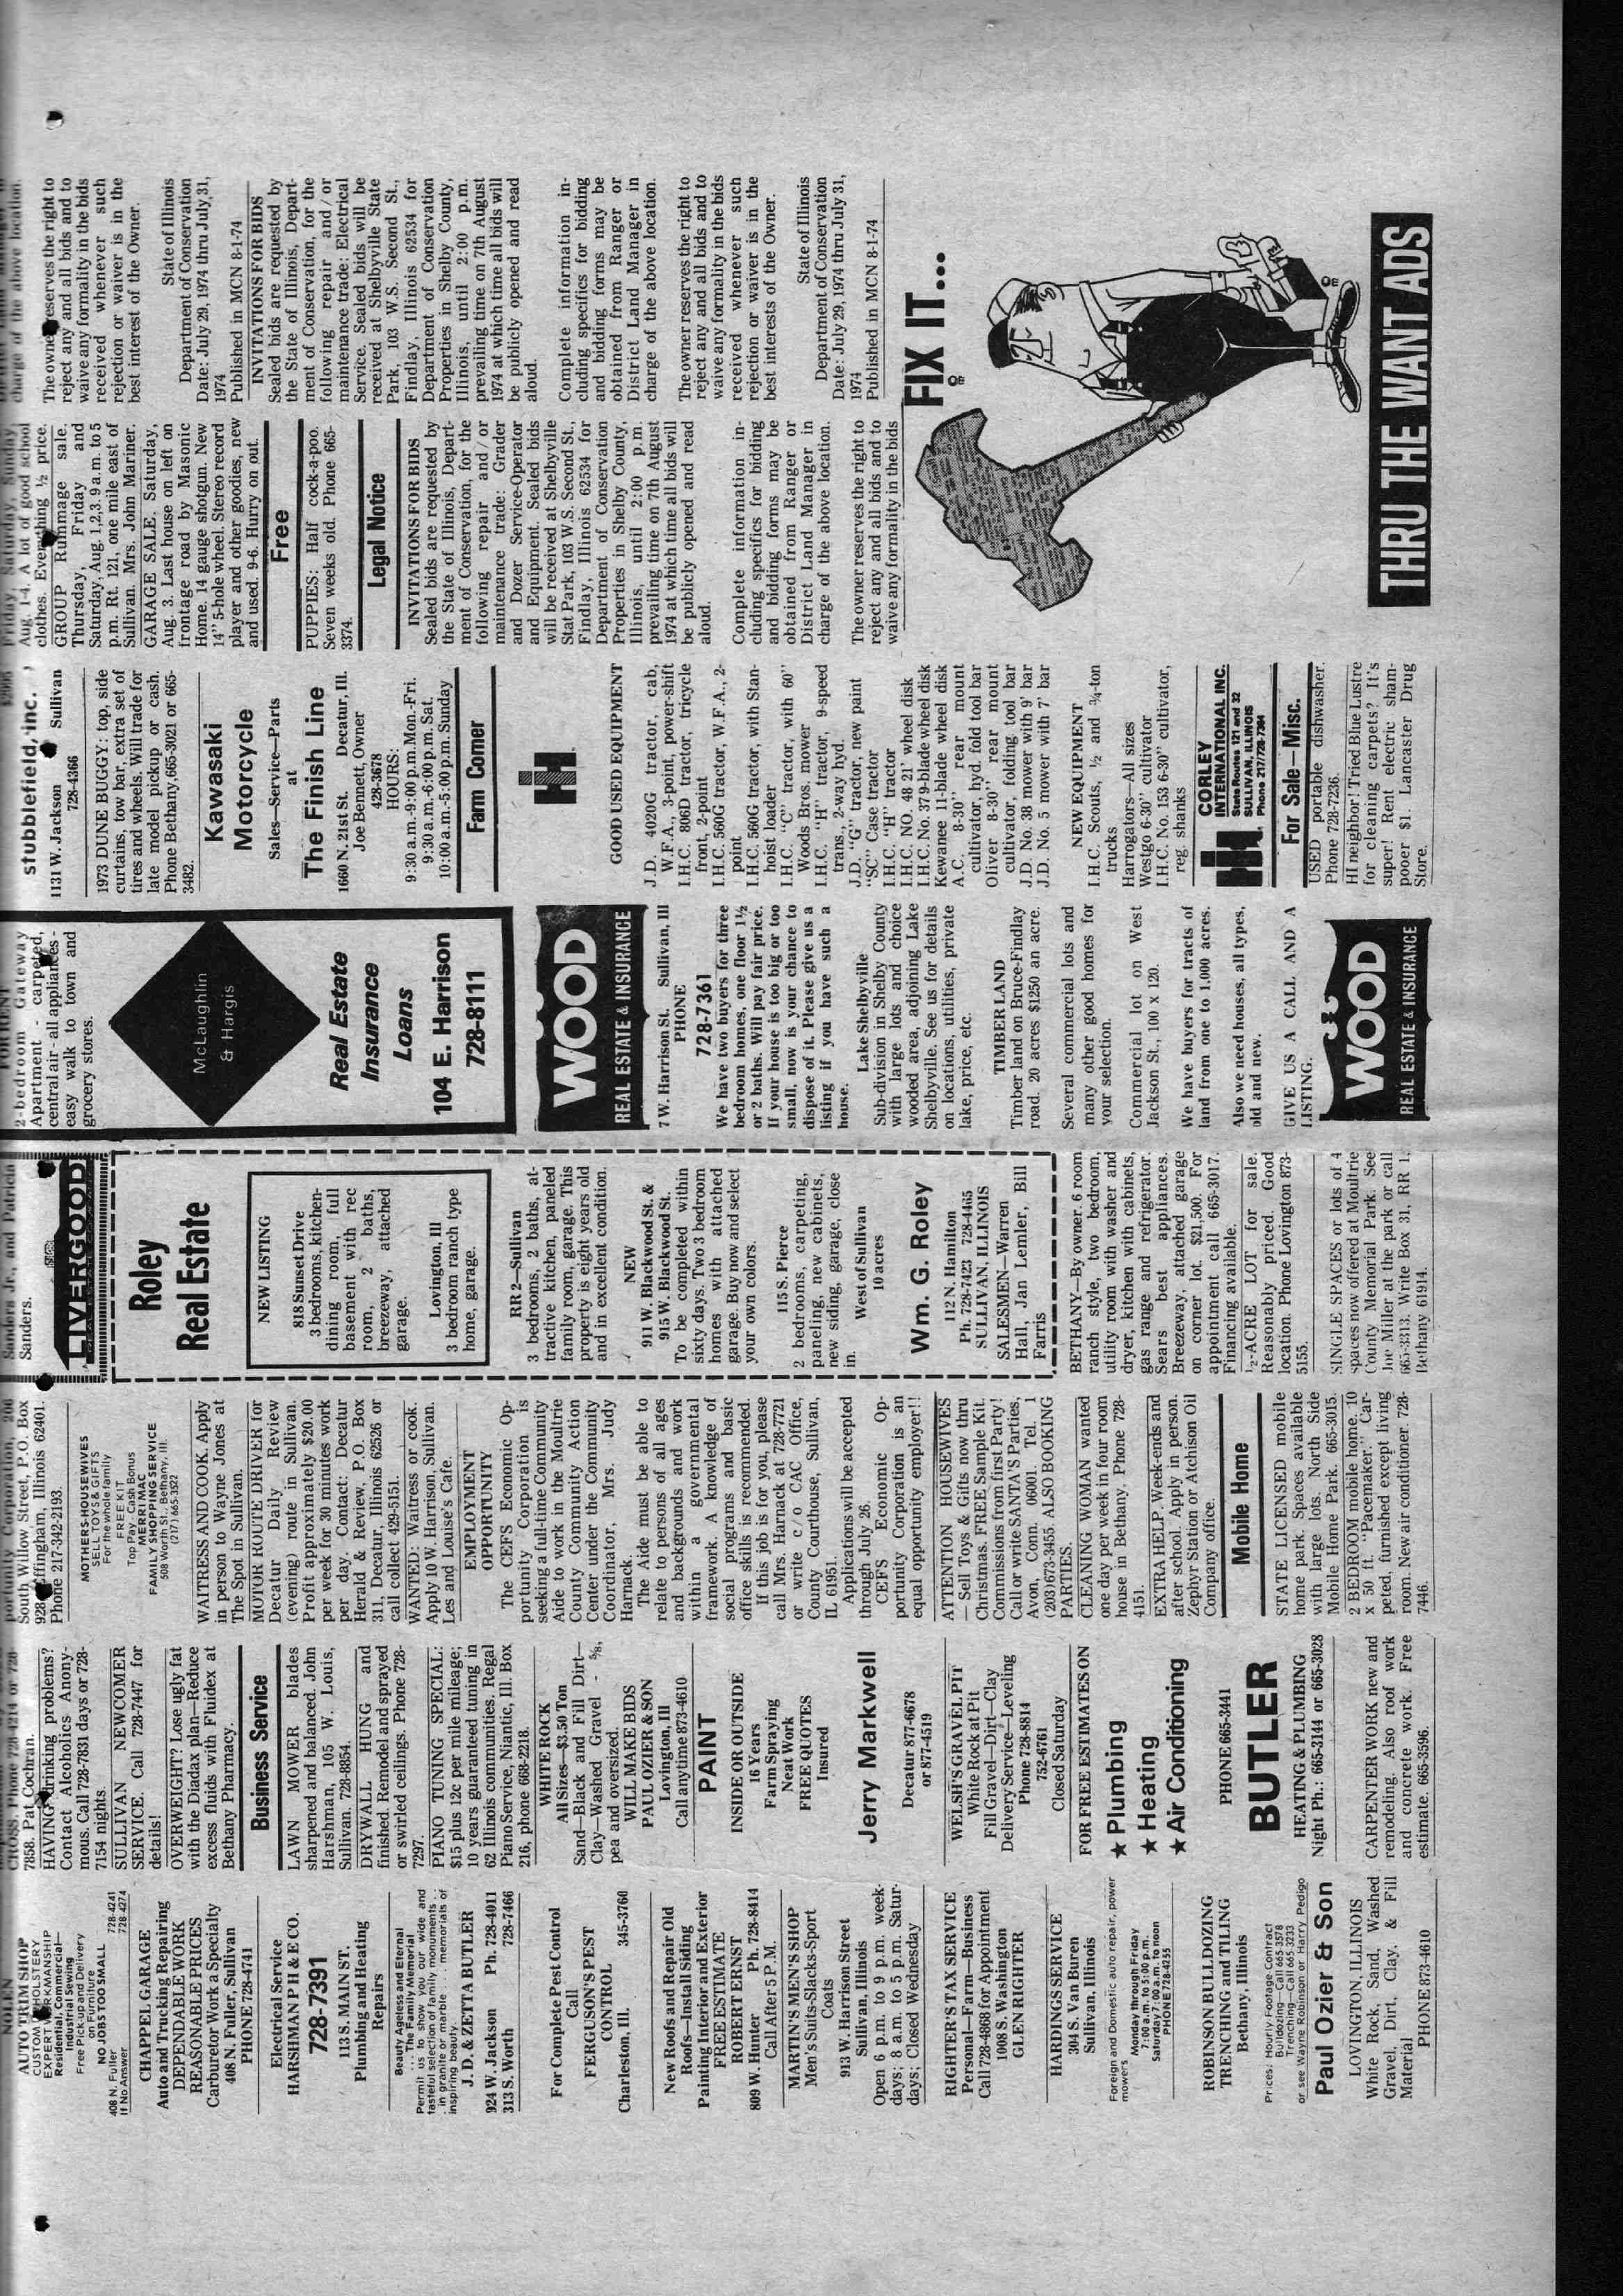 NOLEN
AUTO TRIM SHOP
CUSTOM UPHOLSTERY
EXPERT WORKMANSHIP
Residential, Commercial—
Industrial Sewing
Free Pick-up and Delivery
on Furniture
NO JOBS TOO SMALL
408 N. Fuller 728-4241
If No Answer 728-4274
CHAPPEL GARAGE
Auto and Trucking Repairing
DEPENDABLE WORK
REASONABLE PRICES
Carburetor Work a Specialty
408 N. Fuller, Sullivan
PHONE 728-4741
Electrical Service
HARSHMAN P H & E CO.
728-7391
113 S. MAIN ST.
Plumbing and Heating
Repairs
Beauty Ageless and Eternal
... The Family Memorial
Permit us to show you our wide and
tasteful selection of family monuments . .
. in granite or marble . . . memorials of
inspiring beauty.
J. D. & ZETTA BUTLER
924 W. Jackson Ph. 728-4011
313 S. Worth 728-7466
For Complete Pest Control
Call
FERGUSON'S PEST
CONTROL
Charleston, Ill. 345-3760
New Roofs and Repair Old
Roofs—Install Siding
Painting Interior and Exterior
FREE ESTIMATE
ROBERT ERNST
809 W. Hunter Ph. 728-8414
Call After 5 P.M.
MARTIN'S MEN'S SHOP
Men's Suits-Slacks-Sport
Coats
913 W. Harrison Street
Sullivan, Illinois
Open 6 p.m. to 9 p.m. week-
days; 8 a.m. to 5 p.m. Satur-
days; Closed Wednesday
RIGHTER'S TAX SERVICE
Personal—Farm—Business
Call 728-4868 for Appointment
1008 S. Washington
GLEN RIGHTER
HARDINGS SERVICE
304 S. Van Buren
Sullivan, Illinois
Foreign and Domestic auto repair, power
mowers
Monday through Friday
7:00 a.m. to 5:00 p.m.
Saturday 7:00 a.m. to noon
PHONE 728-4255
ROBINSON BULLDOZING
TRENCHING and TILING
Bethany, Illinois
Prices: Hourly-Footage-Contract
Bulldozing—Call 665-3578
Trenching—Call 665-3233
or see Wayne Robinson or Harry Pedigo
Paul Ozier & Son
LOVINGTON, ILLINOIS
White Rock, Sand, Washed
Gravel, Dirt, Clay, & Fill
Material
PHONE 873-4610
CROSS. Phone 728-4214 or 728-
7858. Pat Cochran.
HAVING drinking problems?
Contact Alcoholics Anony-
mous. Call 728-7831 days or 728-
7154 nights.
SULLIVAN NEWCOMER
SERVICE. Call 728-7447 for
details!
OVERWEIGHT? Lose ugly fat
with the Diadax plan—Reduce
excess fluids with Fluidex at
Bethany Pharmacy.
Business Service
LAWN MOWER blades
sharpened and balanced. John
Harshman, 105 W. Louis,
Sullivan. 728-8854.
DRYWALL HUNG and
finished. Remodel and sprayed
or swirled ceilings. Phone 728-
7297.
PIANO TUNING SPECIAL:
$15 plus 12c per mile mileage;
10 years guaranteed tuning in
62 Illinois communities. Regal
Piano Service, Niantic, Ill. Box
216, phone 668-2218.
WHITE ROCK
All Sizes—$3.50 Ton
Sand—Black and Fill Dirt—
Clay—Washed Gravel - 5/8,
pea and oversized.
WILL MAKE BIDS
PAUL OZIER & SON
Lovington, Ill
Call anytime 873-4610
PAINT
INSIDE OR OUTSIDE
16 Years
Farm Spraying
Neat Work
FREE QUOTES
Insured
Jerry Markwell
Decatur 877-6678
or 877-4519
WELSH'S GRAVEL PIT
White Rock at Pit
Fill Gravel—Dirt—Clay
Delivery Service—Leveling
Phone 728-8814
752-6761
Closed Saturday
FOR FREE ESTIMATES ON
★ Plumbing
★ Heating
★ Air Conditioning
PHONE 665-3441
BUTLER
HEATING & PLUMBING
Night Ph.: 665-3144 or 665-3028
CARPENTER WORK new and
remodeling. Also roof work
and concrete work. Free
estimate. 665-3596.
portunity Corporation, 206
South Willow Street, P.O. Box
928 Effingham, Illinois 62401.
Phone 217-342-2193.
MOTHERS-HOUSEWIVES
SELL TOYS & GIFTS
For the whole family
FREE KIT
Top Pay - Cash Bonus
MERRIMAC
FAMILY SHOPPING SERVICE
508 Worth St., Bethany, Ill.
(217) 665-3522
WAITRESS AND COOK. Apply
in person to Wayne Jones at
The Spot in Sullivan.
MOTOR ROUTE DRIVER for
Decatur Daily Review
(evening) route in Sullivan.
Profit approximately $20.00
per week for 30 minutes work
per day. Contact: Decatur
Herald & Review, P.O. Box
311, Decatur, Illinois 62526 or
call collect 429-5151.
WANTED: Waitress or cook.
Apply 10 W. Harrison, Sullivan.
Les and Louise's Cafe.
EMPLOYMENT
OPPORTUNITY
The CEFS Economic Op-
portunity Corporation is
seeking a full-time Community
Aide to work in the Moultrie
County Community Action
Center under the Community
Coordinator, Mrs. Judy
Harnack.
The Aide must be able to
relate to persons of all ages
and backgrounds and work
within a governmental
framework. A knowledge of
social programs and basic
office skills is recommended.
If this job is for you, please
call Mrs. Harnack at 728-7721
or write c/o CAC Office,
County Courthouse, Sullivan,
IL 61951.
Applications will be accepted
through July 26.
CEFS Economic Op-
portunity Corporation is an
equal opportunity employer!!
ATTENTION HOUSEWIVES
— Sell Toys & Gifts now thru
Christmas. FREE Sample Kit.
Commissions from first Party!
Call or write SANTA'S Parties,
Avon, Conn. 06001. Tel. 1
(203) 673-3455. ALSO BOOKING
PARTIES.
CLEANING WOMAN wanted
one day per week in four room
house in Bethany. Phone 728-
4151.
EXTRA HELP. Week-ends and
after school. Apply in person.
Zephyr Station or Atchison Oil
Company office.
Mobile Home
STATE LICENSED mobile
home park. Spaces available
with large lots. North Side
Mobile Home Park. 665-3015.
2 BEDROOM mobile home. 10
x 50 ft. "Pacemaker." Car-
peted, furnished except living
room. New air conditioner. 728-
7446.
Sanders Jr., and Patricia
Sanders.
LIVERGOOD
Roley
Real Estate
NEW LISTING
818 Sunset Drive
3 bedrooms, kitchen-
dining room, full
basement with rec
room, 2 baths,
breezeway, attached
garage.
Lovington, Ill
3 bedroom ranch type
home, garage.
RR 2—Sullivan
3 bedrooms, 2 baths, at-
tractive kitchen, paneled
family room, garage. This
property is eight years old
and in excellent condition.
NEW
911 W. Blackwood St. &
915 W. Blackwood St.
To be completed within
sixty days. Two 3 bedroom
homes with attached
garage. Buy now and select
your own colors.
115 S. Pierce
2 bedrooms, carpeting,
paneling, new cabinets,
new siding, garage, close
in.
West of Sullivan
10 acres
Wm. G. Roley
112 N. Hamilton
Ph. 728-7423 728-4465
SULLIVAN, ILLINOIS
SALESMEN—Warren
Hall, Jan Lemler, Bill
Farris
BETHANY—By owner. 6 room
ranch style, two bedroom,
utility room with washer and
dryer, kitchen with cabinets,
gas range and refrigerator.
Sears best appliances.
Breezeway, attached garage
on corner lot. $21,500. For
appointment call 665-3017.
Financing available.
½-ACRE LOT for sale.
Reasonably priced. Good
location. Phone Lovington 873-
5155.
SINGLE SPACES or lots of 4
spaces now offered at Moultrie
County Memorial Park. See
Joe Miller at the park or call
665-3313. Write Box 31, RR 1.
Bethany 61914.
FOR RENT
2-bedroom Gateway
Apartment - carpeted,
central air - all appliances -
easy walk to town and
grocery stores.
McLaughlin
& Hargis
Real Estate
Insurance
Loans
104 E. Harrison
728-8111
WOOD
REAL ESTATE & INSURANCE
7 W. Harrison St. Sullivan, Ill
PHONE
728-7361
We have two buyers for three
bedroom homes, one floor 1½
or 2 baths. Will pay fair price.
If your house is too big or too
small, now is your chance to
dispose of it. Please give us a
listing if you have such a
house.
Lake Shelbyville
Sub-division in Shelby County
with large lots and choice
wooded area, adjoining Lake
Shelbyville. See us for details
on locations, utilities, private
lake, price, etc.
TIMBER LAND
Timber land on Bruce-Findlay
road. 20 acres $1250 an acre.
Several commercial lots and
many other good homes for
your selection.
Commercial lot on West
Jackson St., 100 x 120.
We have buyers for tracts of
land from one to 1,000 acres.
Also we need houses, all types,
old and new.
GIVE US A CALL AND A
LISTING.
WOOD
REAL ESTATE & INSURANCE
$2995
stubblefield, inc.
1131 W. Jackson Sullivan
728-4366
1973 DUNE BUGGY: top, side
curtains, tow bar, extra set of
tires and wheels. Will trade for
late model pickup or cash.
Phone Bethany, 665-3021 or 665-
3482.
Kawasaki
Motorcycle
Sales—Service—Parts
at
The Finish Line
1660 N. 21st St. Decatur, Ill.
Joe Bennett, Owner
428-3678
HOURS:
9:30 a.m.-9:00 p.m. Mon.-Fri.
9:30 a.m.-6:00 p.m. Sat.
10:00 a.m.-5:00 p.m. Sunday
Farm Corner
IH
GOOD USED EQUIPMENT
J.D. 4020G tractor, cab,
W.F.A., 3-point, power-shift
I.H.C. 806D tractor, tricycle
front, 2-point
I.H.C. 560G tractor, W.F.A., 2-
point
I.H.C. 560G tractor, with Stan-
hoist loader
I.H.C. "C" tractor, with 60"
Woods Bros. mower
I.H.C. "H" tractor, 9-speed
trans., 2-way hyd.
J.D. "G" tractor, new paint
"SC" Case tractor
I.H.C. "H" tractor
I.H.C. NO. 48 21' wheel disk
I.H.C. No. 37 9-blade wheel disk
Kewanee 11-blade wheel disk
A.C. 8-30" rear mount
cultivator, hyd. fold tool bar
Oliver 8-30" rear mount
cultivator, folding tool bar
J.D. No. 38 mower with 9' bar
J.D. No. 5 mower with 7' bar
NEW EQUIPMENT
I.H.C. Scouts, ½ and ¾-ton
trucks
Harrogators—All sizes
Westgo 6-30" cultivator
I.H.C. No. 153 6-30" cultivator,
reg. shanks
IH
CORLEY
INTERNATIONAL INC.
State Routes 121 and 32
SULLIVAN, ILLINOIS
Phone 217/728-7384
For Sale—Misc.
USED portable dishwasher.
Phone 728-7236.
HI neighbor! Tried Blue Lustre
for cleaning carpets? It's
super! Rent electric sham-
pooer $1. Lancaster Drug
Store.
Friday, Saturday, Sunday,
Aug. 1-4. A lot of good school
clothes. Everything ½ price.
GROUP Rummage sale.
Thursday, Friday and
Saturday, Aug. 1,2,3. 9 a.m. to 5
p.m. Rt. 121, one mile east of
Sullivan. Mrs. John Mariner.
GARAGE SALE. Saturday,
Aug. 3. Last house on left on
frontage road by Masonic
Home. 14 gauge shotgun. New
14" 5-hole wheel. Stereo record
player and other goodies, new
and used. 9-6. Hurry on out.
Free
PUPPIES: Half cock-a-poo.
Seven weeks old. Phone 665-
3374.
Legal Notice
INVITATIONS FOR BIDS
Sealed bids are requested by
the State of Illinois, Depart-
ment of Conservation, for the
following repair and/or
maintenance trade: Grader
and Dozer Service-Operator
and Equipment. Sealed bids
will be received at Shelbyville
Stat Park, 103 W.S. Second St.,
Findlay, Illinois 62534 for
Department of Conservation
Properties in Shelby County,
Illinois, until 2:00 p.m.
prevailing time on 7th August
1974 at which time all bids will
be publicly opened and read
aloud.
Complete information in-
cluding specifics for bidding
and bidding forms may be
obtained from Ranger or
District Land Manager in
charge of the above location.
The owner reserves the right to
reject any and all bids and to
waive any formality in the bids
charge of the above location.
The owner reserves the right to
reject any and all bids and to
waive any formality in the bids
received whenever such
rejection or waiver is in the
best interest of the Owner.
State of Illinois
Department of Conservation
Date: July 29, 1974 thru July 31,
1974
Published in MCN 8-1-74
INVITATIONS FOR BIDS
Sealed bids are requested by
the State of Illinois, Depart-
ment of Conservation, for the
following repair and/or
maintenance trade: Electrical
Service. Sealed bids will be
received at Shelbyville State
Park, 103 W.S. Second St.,
Findlay, Illinois 62534 for
Department of Conservation
Properties in Shelby County,
Illinois, until 2:00 p.m.
prevailing time on 7th August
1974 at which time all bids will
be publicly opened and read
aloud.
Complete information in-
cluding specifics for bidding
and bidding forms may be
obtained from Ranger or
District Land Manager in
charge of the above location.
The owner reserves the right to
reject any and all bids and to
waive any formality in the bids
received whenever such
rejection or waiver is in the
best interests of the Owner.
State of Illinois
Department of Conservation
Date: July 29, 1974 thru July 31,
1974
Published in MCN 8-1-74
FIX IT...
THRU THE WANT ADS